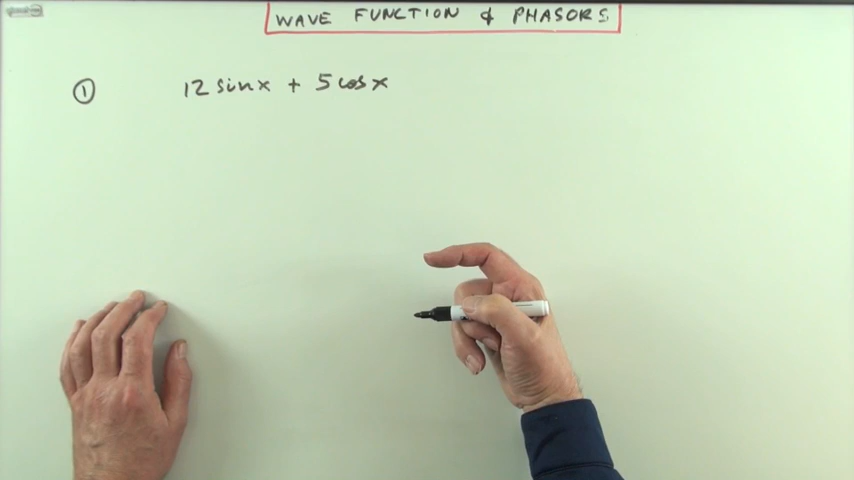 WAVE FUNCTION & PHASORS
① 12 sin x + 5 cos x